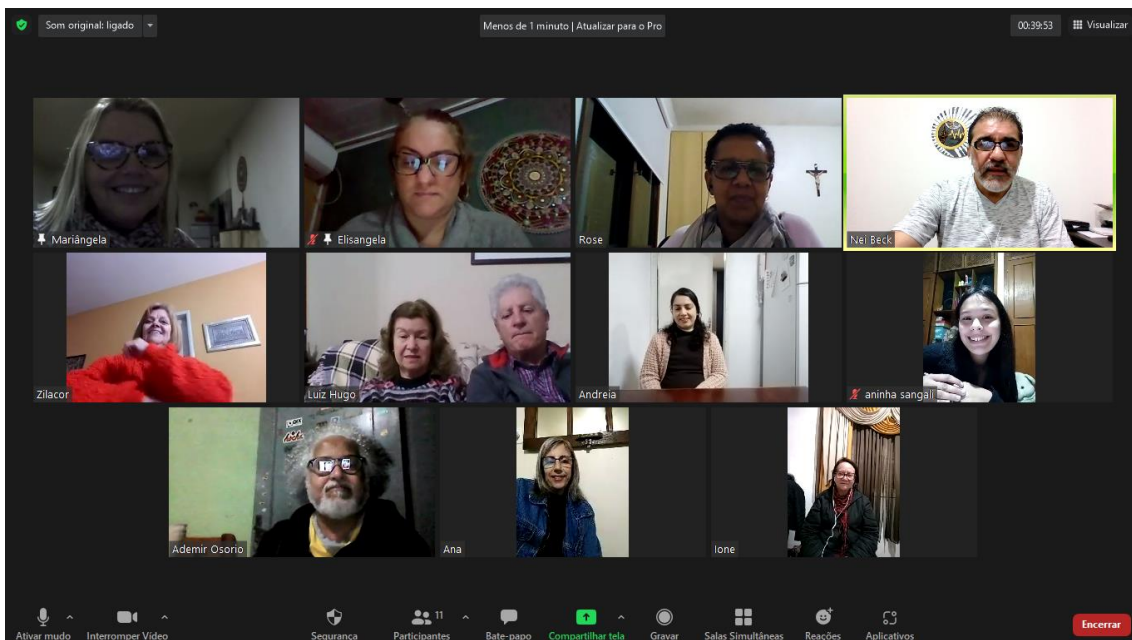 Som original: ligado
Menos de 1 minuto | Atualizar para o Pro
00:39:53
Visualizar
Mariângela
Elisangela
Rose
Nei Beck
Zilacor
Luiz Hugo
Andreia
aninha sangali
Ademir Osorio
Ana
Ione
Ativar mudo
Interromper Vídeo
Segurança
Participantes
11
Bate-papo
Compartilhar tela
Gravar
Salas Simultâneas
Reações
Aplicativos
Encerrar